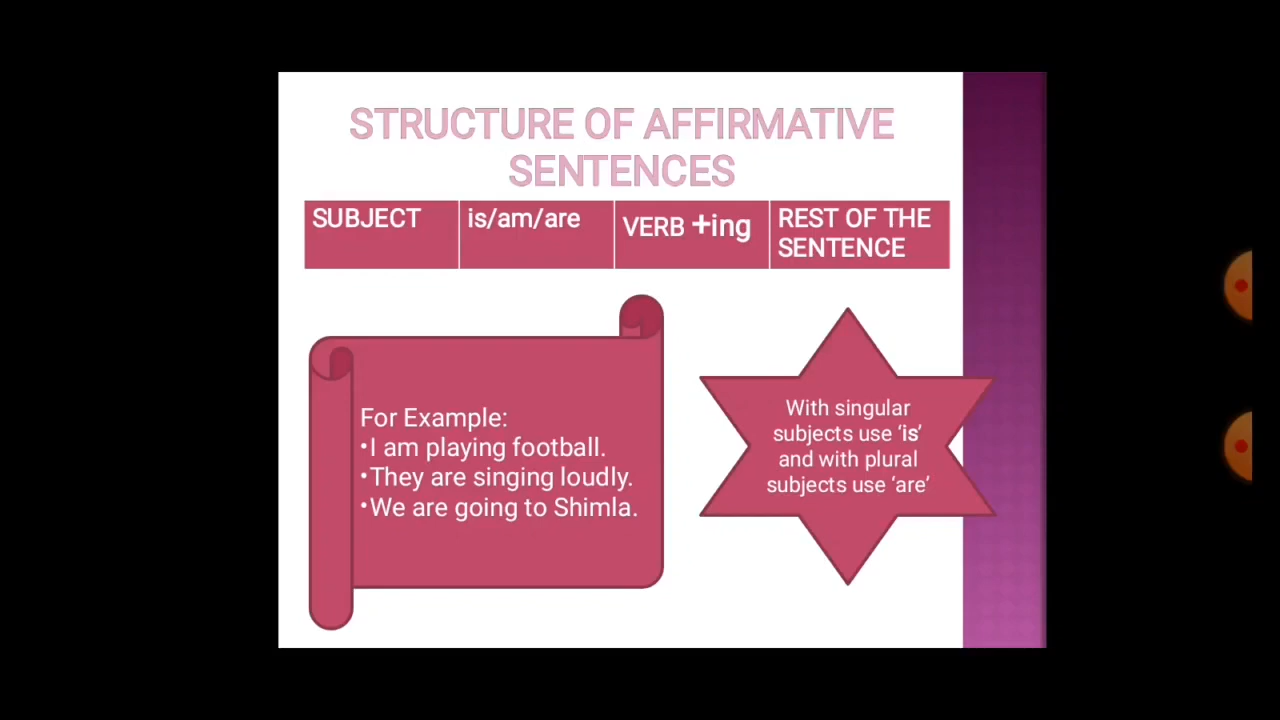 STRUCTURE OF AFFIRMATIVE
SENTENCES
SUBJECT
is/am/are
VERB +ing
REST OF THE
SENTENCE
For Example:
•I am playing football.
•They are singing loudly.
•We are going to Shimla.
With singular
subjects use ‘is’
and with plural
subjects use ‘are’